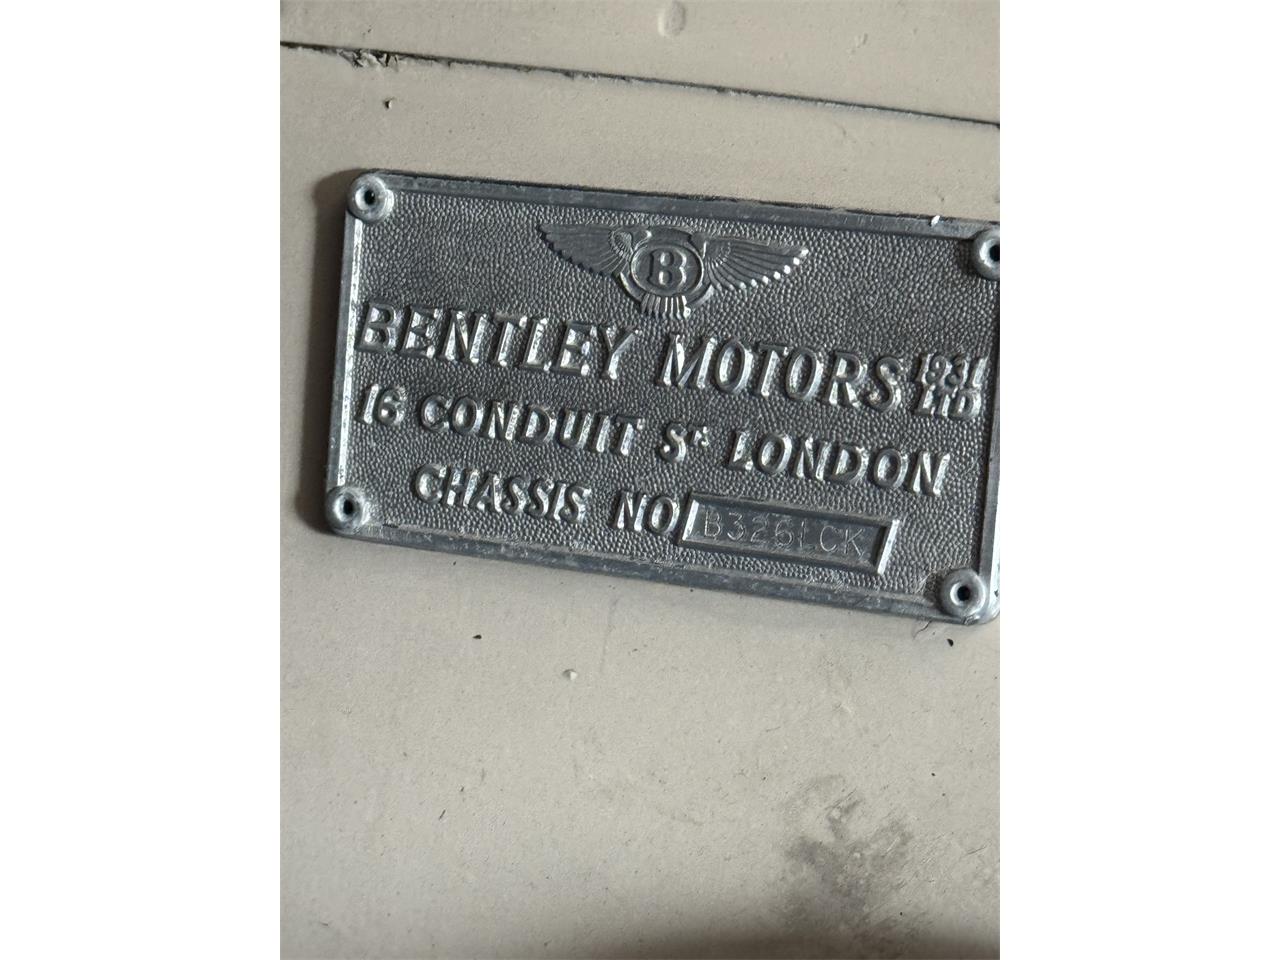 B
BENTLEY MOTORS 1931 LTD
16 CONDUIT ST. LONDON
CHASSIS NO B326LCK